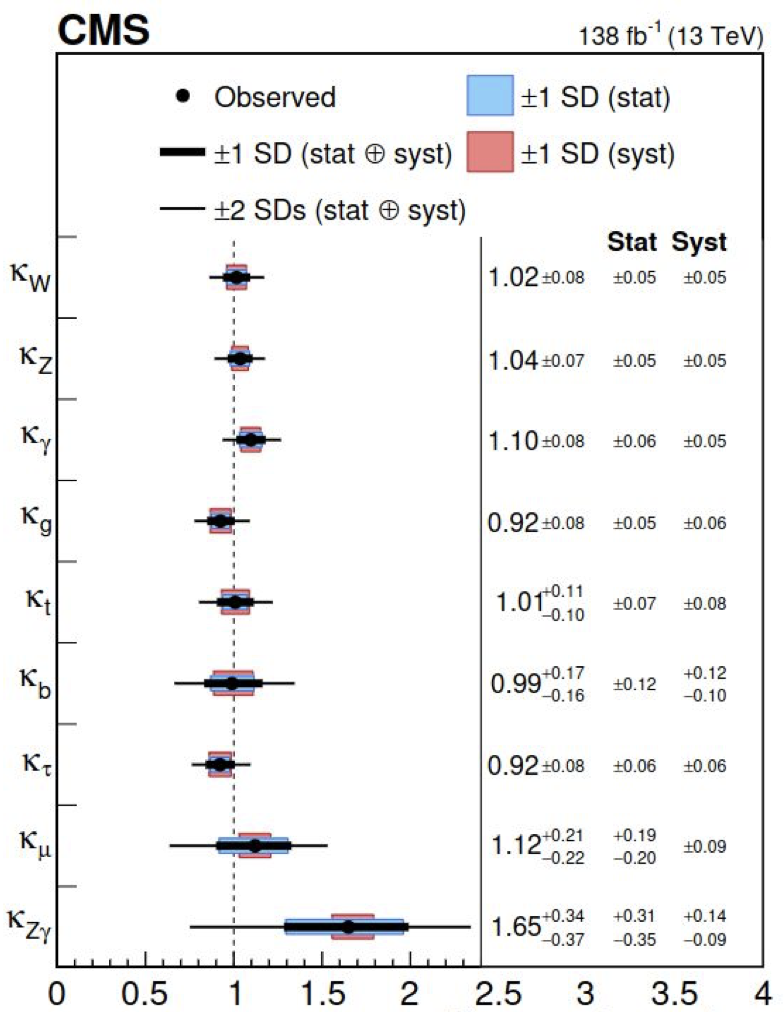 CMS 138 fb⁻¹ (13 TeV)
Observed ±1 SD (stat)
±1 SD (stat ⊕ syst) ±1 SD (syst)
±2 SDs (stat ⊕ syst)
Stat Syst
κW 1.02 ±0.08 ±0.05 ±0.05
κZ 1.04 ±0.07 ±0.05 ±0.05
κγ 1.10 ±0.08 ±0.06 ±0.05
κg 0.92 ±0.08 ±0.05 ±0.06
κt 1.01 +0.11 −0.10 ±0.07 ±0.08
κb 0.99 +0.17 −0.16 ±0.12 +0.12 −0.10
κτ 0.92 ±0.08 ±0.06 ±0.06
κμ 1.12 +0.21 −0.22 +0.19 −0.20 ±0.09
κZγ 1.65 +0.34 −0.37 +0.31 −0.35 +0.14 −0.09
0 0.5 1 1.5 2 2.5 3 3.5 4